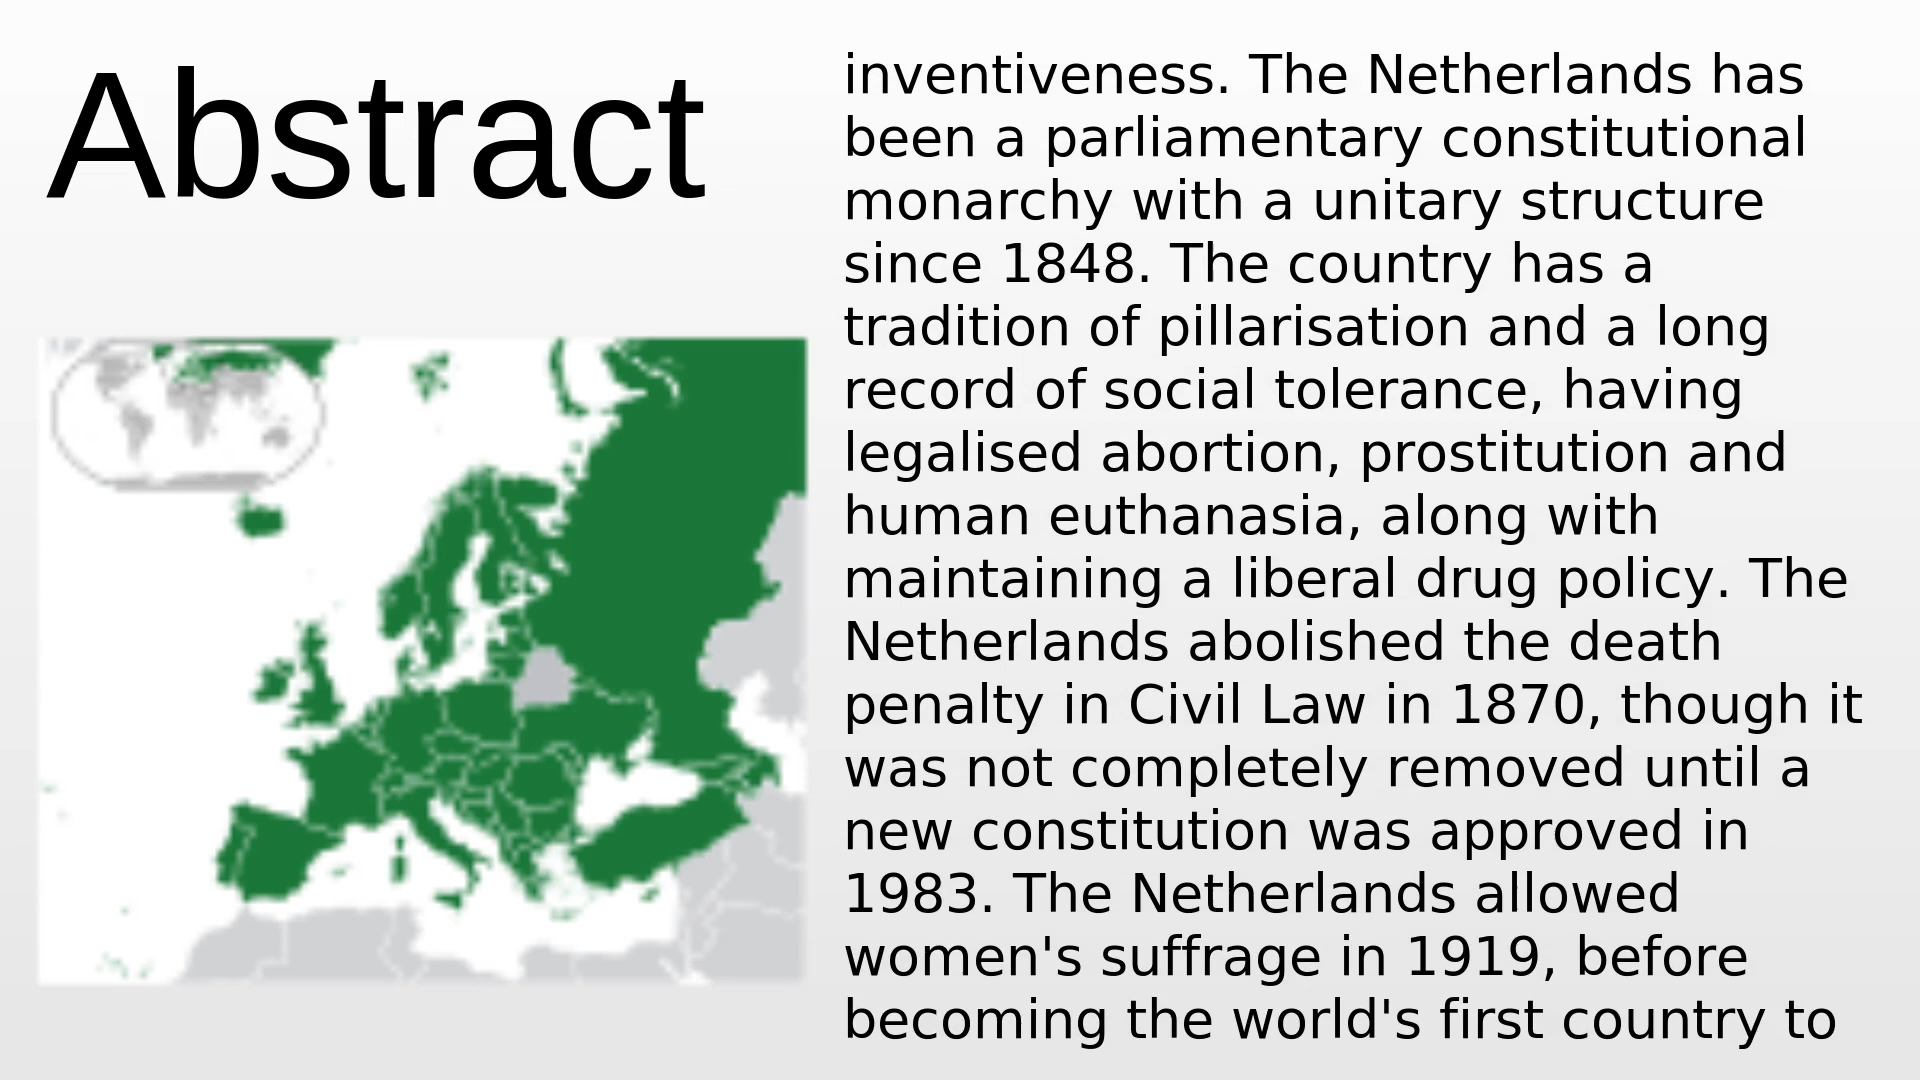 Abstract
inventiveness. The Netherlands has
been a parliamentary constitutional
monarchy with a unitary structure
since 1848. The country has a
tradition of pillarisation and a long
record of social tolerance, having
legalised abortion, prostitution and
human euthanasia, along with
maintaining a liberal drug policy. The
Netherlands abolished the death
penalty in Civil Law in 1870, though it
was not completely removed until a
new constitution was approved in
1983. The Netherlands allowed
women's suffrage in 1919, before
becoming the world's first country to